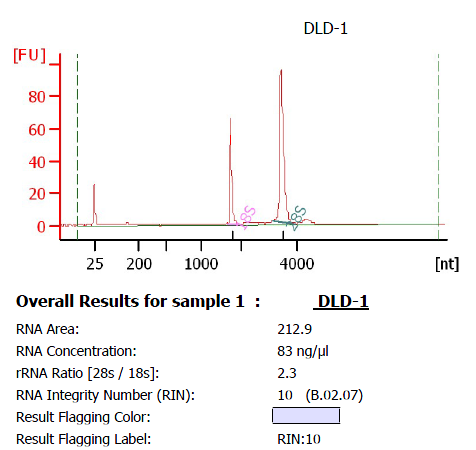 DLD-1
[FU]
80
60
40
20
0
18S
28S
25 200 1000 4000 [nt]
Overall Results for sample 1 : DLD-1
RNA Area: 212.9
RNA Concentration: 83 ng/µl
rRNA Ratio [28s / 18s]: 2.3
RNA Integrity Number (RIN): 10 (B.02.07)
Result Flagging Color:
Result Flagging Label: RIN:10